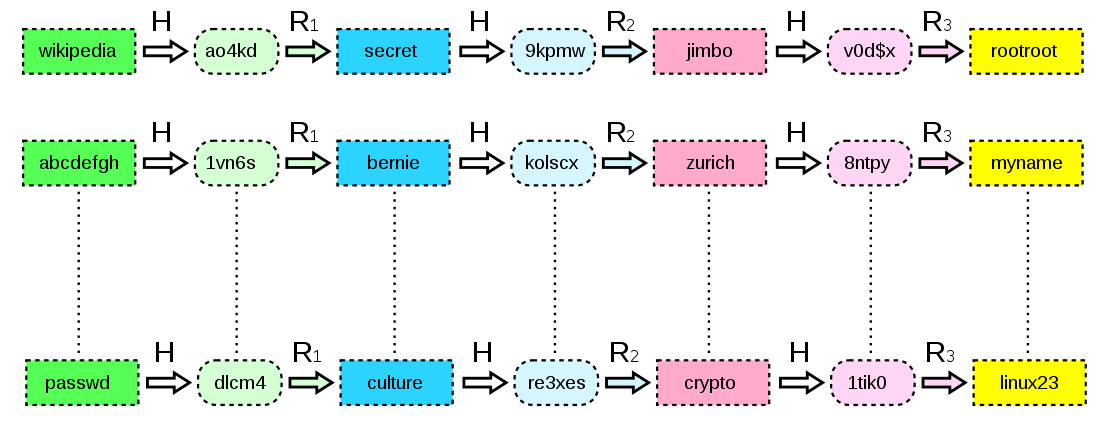 H R1 H R2 H R3
wikipedia ao4kd secret 9kpmw jimbo v0d$x rootroot
H R1 H R2 H R3
abcdefgh 1vn6s bernie kolscx zurich 8ntpy myname
H R1 H R2 H R3
passwd dlcm4 culture re3xes crypto 1tik0 linux23